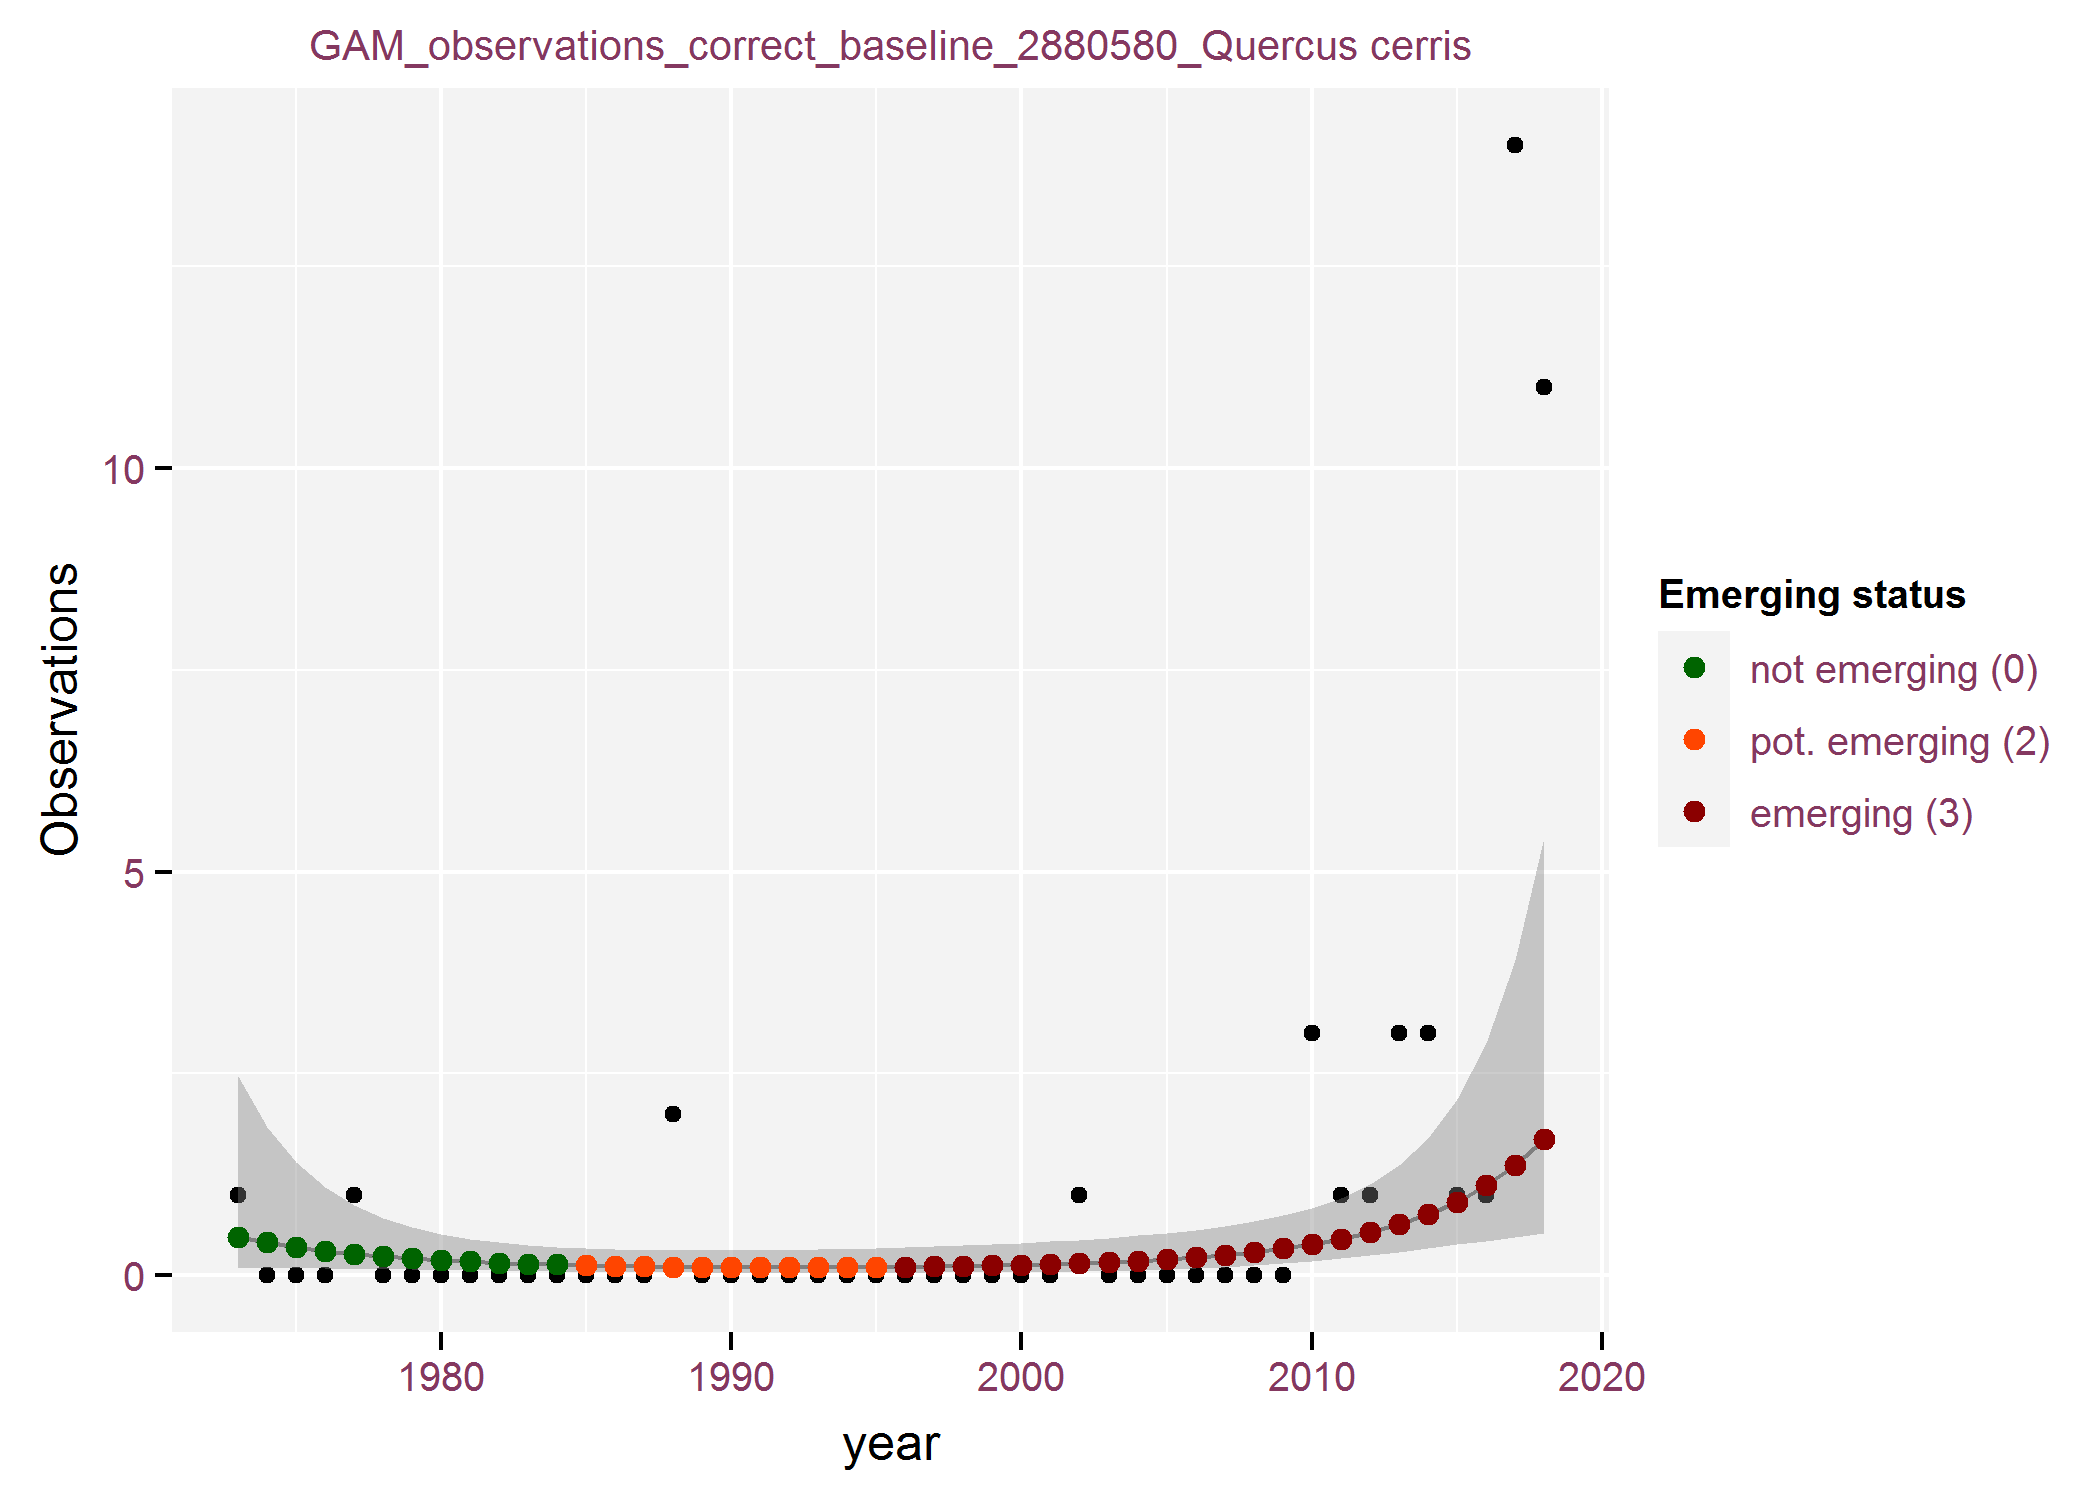 GAM_observations_correct_baseline_2880580_Quercus cerris
Observations
10
5
0
1980
1990
2000
2010
2020
year
Emerging status
not emerging (0)
pot. emerging (2)
emerging (3)